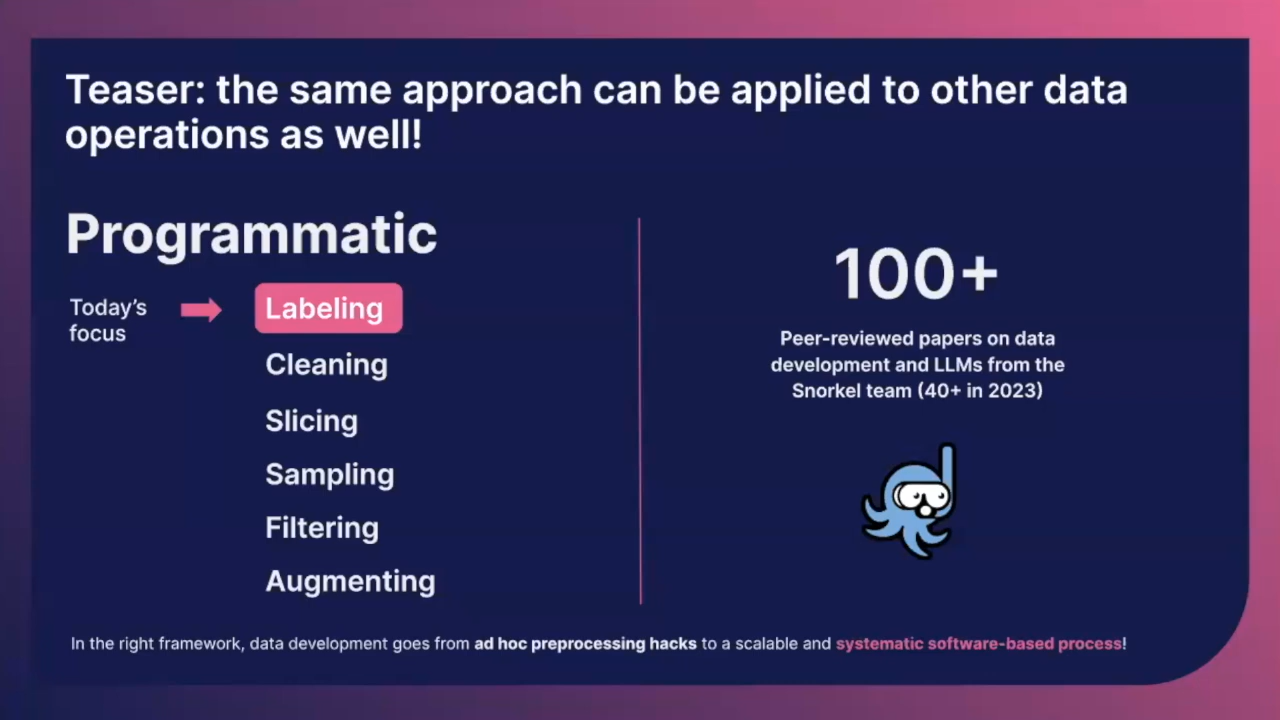 Teaser: the same approach can be applied to other data
operations as well!
Programmatic
Today's
focus
Labeling
Cleaning
Slicing
Sampling
Filtering
Augmenting
100+
Peer-reviewed papers on data
development and LLMs from the
Snorkel team (40+ in 2023)
In the right framework, data development goes from ad hoc preprocessing hacks to a scalable and systematic software-based process!